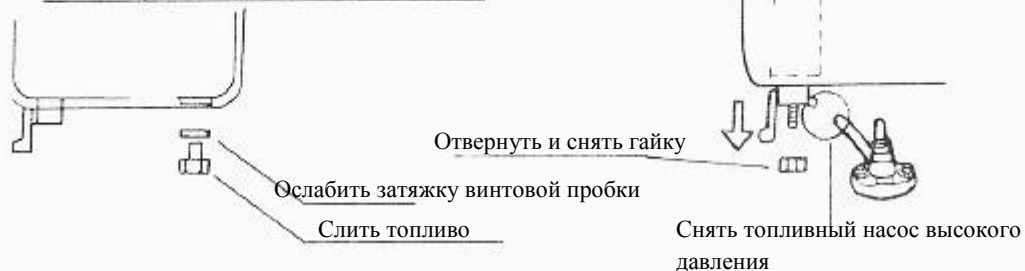 Отвернуть и снять гайку
Ослабить затяжку винтовой пробки
Слить топливо
Снять топливный насос высокого
давления